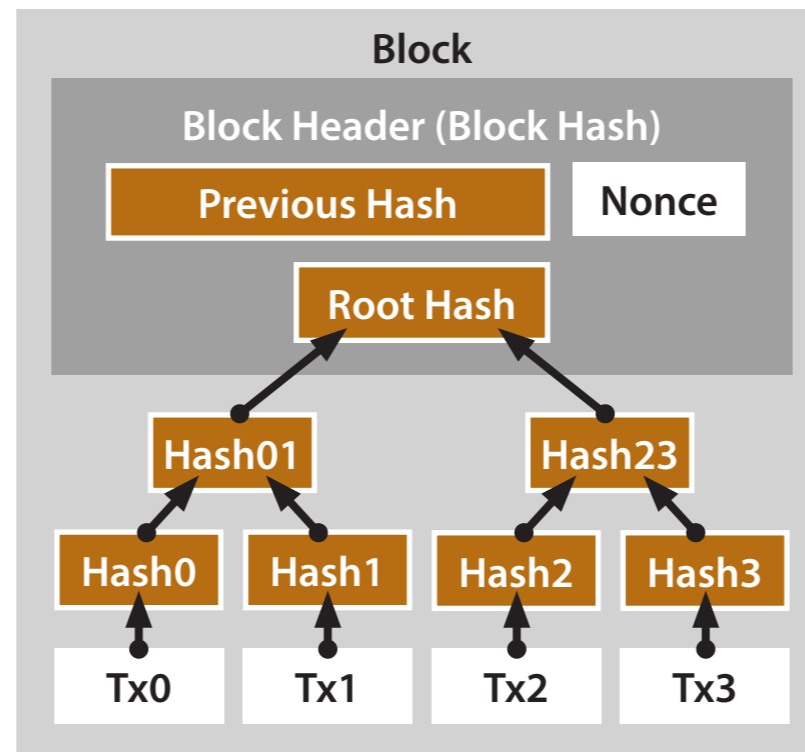 Block
Block Header (Block Hash)
Previous Hash
Nonce
Root Hash
Hash01
Hash23
Hash0
Hash1
Hash2
Hash3
Tx0
Tx1
Tx2
Tx3